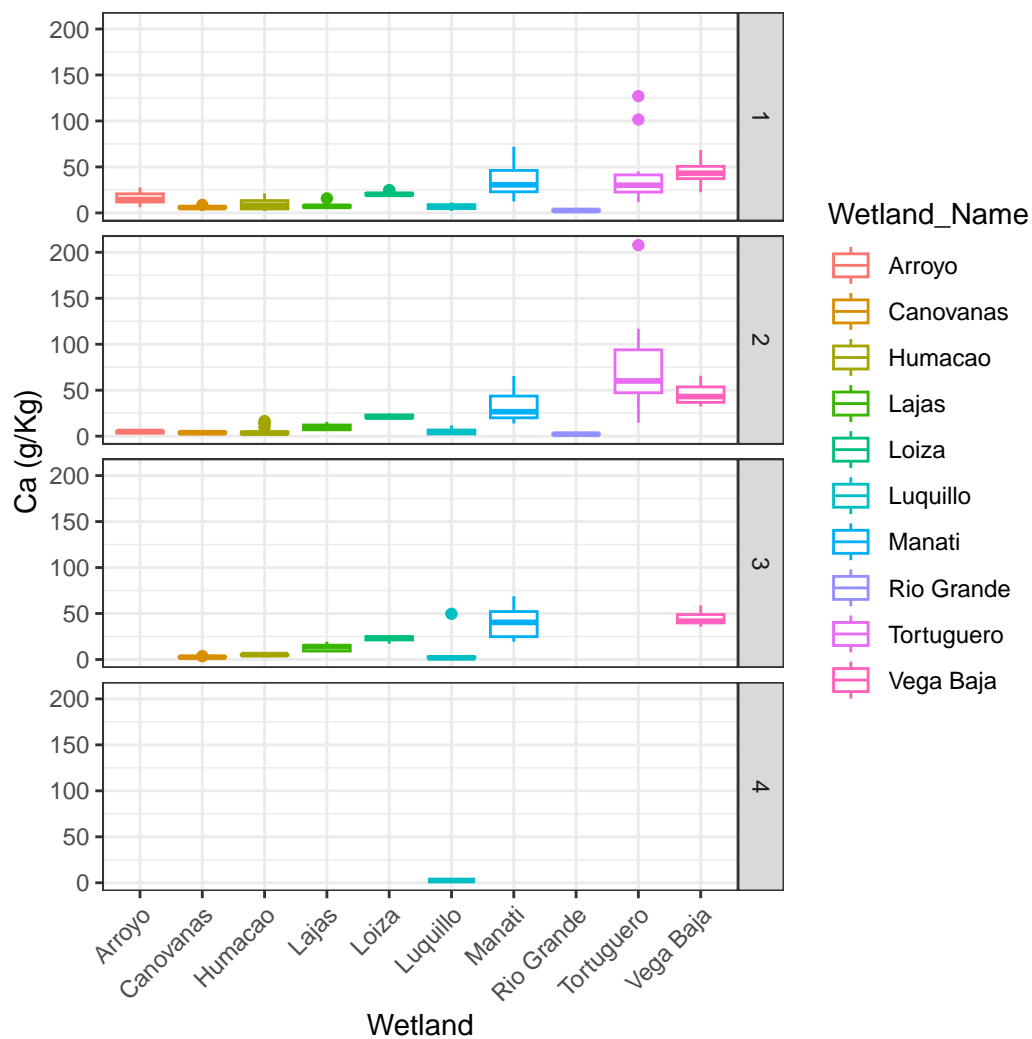 Ca (g/Kg)
200
150
100
50
0
1
200
150
100
50
0
2
200
150
100
50
0
3
200
150
100
50
0
4
Arroyo
Canovanas
Humacao
Lajas
Loiza
Luquillo
Manati
Rio Grande
Tortuguero
Vega Baja
Wetland
Wetland_Name
Arroyo
Canovanas
Humacao
Lajas
Loiza
Luquillo
Manati
Rio Grande
Tortuguero
Vega Baja